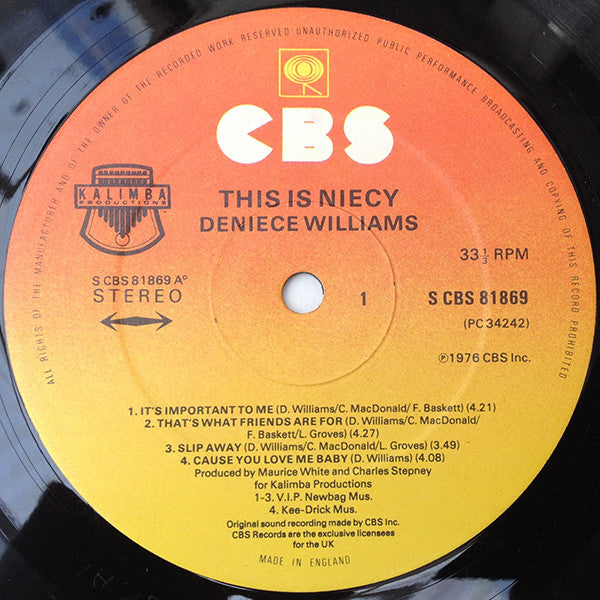 ALL RIGHTS OF THE MANUFACTURER AND OF THE OWNER OF THE RECORDED WORK RESERVED UNAUTHORIZED PUBLIC PERFORMANCE BROADCASTING AND COPYING OF THIS RECORD PROHIBITED
CBS
KALIMBA
PRODUCTIONS
THIS IS NIECY
DENIECE WILLIAMS
33⅓ RPM
S CBS 81869 A°
STEREO
1
S CBS 81869
(PC 34242)
℗1976 CBS Inc.
1. IT'S IMPORTANT TO ME (D. Williams/C. MacDonald/ F. Baskett) (4.21)
2. THAT'S WHAT FRIENDS ARE FOR (D. Williams/C. MacDonald/
F. Baskett/L. Groves) (4.27)
3. SLIP AWAY (D. Williams/C. MacDonald/L. Groves) (3.49)
4. CAUSE YOU LOVE ME BABY (D. Williams) (4.08)
Produced by Maurice White and Charles Stepney
for Kalimba Productions
1-3. V.I.P. Newbag Mus.
4. Kee-Drick Mus.
Original sound recording made by CBS Inc.
CBS Records are the exclusive licensees
for the UK
MADE IN ENGLAND